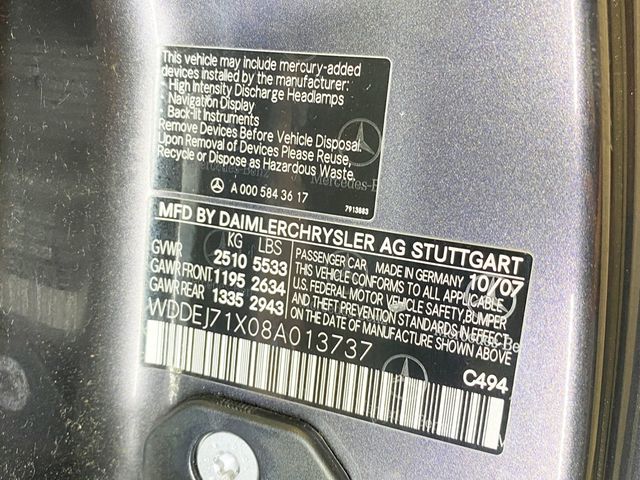 This vehicle may include mercury-added
devices installed by the manufacturer:
- High Intensity Discharge Headlamps
- Navigation Display
- Back-lit Instruments
Remove Devices Before Vehicle Disposal.
Upon Removal of Devices Please Reuse,
Recycle or Dispose as Hazardous Waste.
A 000 584 36 17
7913883
MFD BY DAIMLERCHRYSLER AG STUTTGART
KG LBS
GVWR 2510 5533
GAWR FRONT 1195 2634
GAWR REAR 1335 2943
PASSENGER CAR MADE IN GERMANY 10/07
THIS VEHICLE CONFORMS TO ALL APPLICABLE
U.S. FEDERAL MOTOR VEHICLE SAFETY, BUMPER
AND THEFT PREVENTION STANDARDS IN EFFECT
ON THE DATE OF MANUFACTURE SHOWN ABOVE
WDDEJ71X08A013737
C494